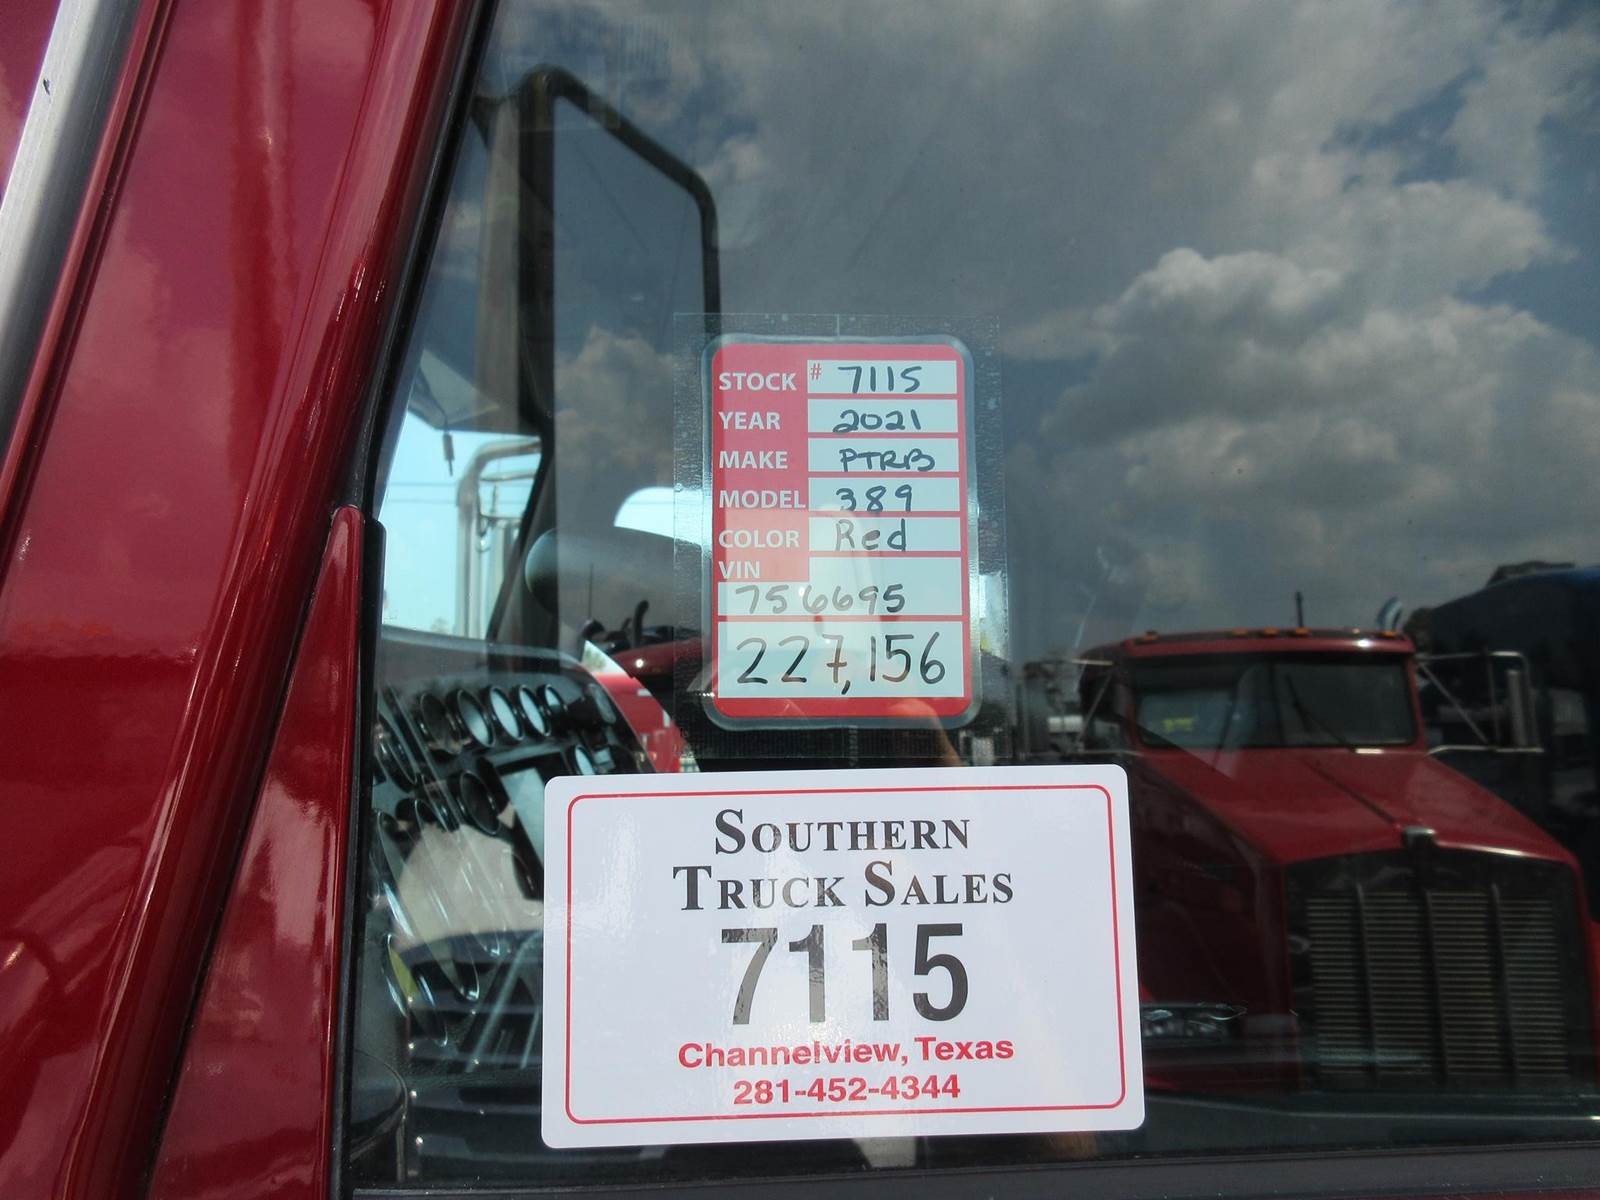 STOCK # 7115
YEAR 2021
MAKE PTRB
MODEL 389
COLOR Red
VIN
756695
227,156
SOUTHERN
TRUCK SALES
7115
Channelview, Texas
281-452-4344